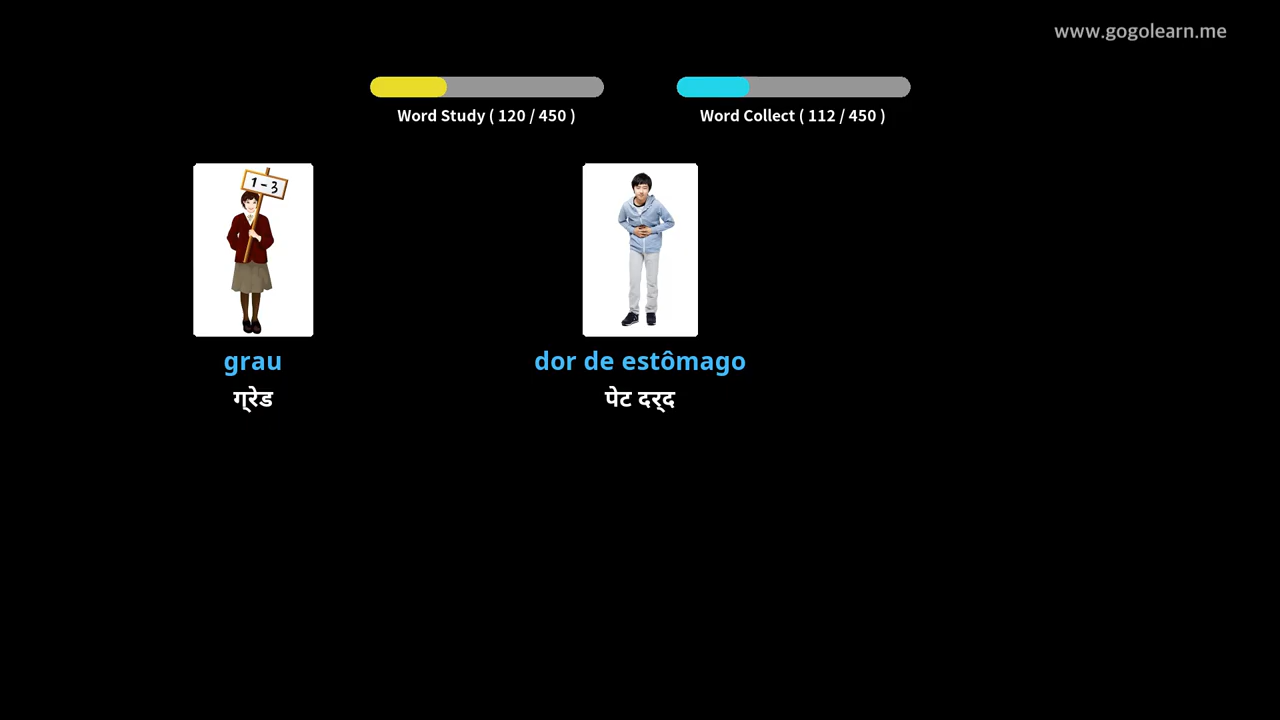 www.gogolearn.me
Word Study ( 120 / 450 )
Word Collect ( 112 / 450 )
1 - 3
grau
ग्रेड
dor de estômago
पेट दर्द